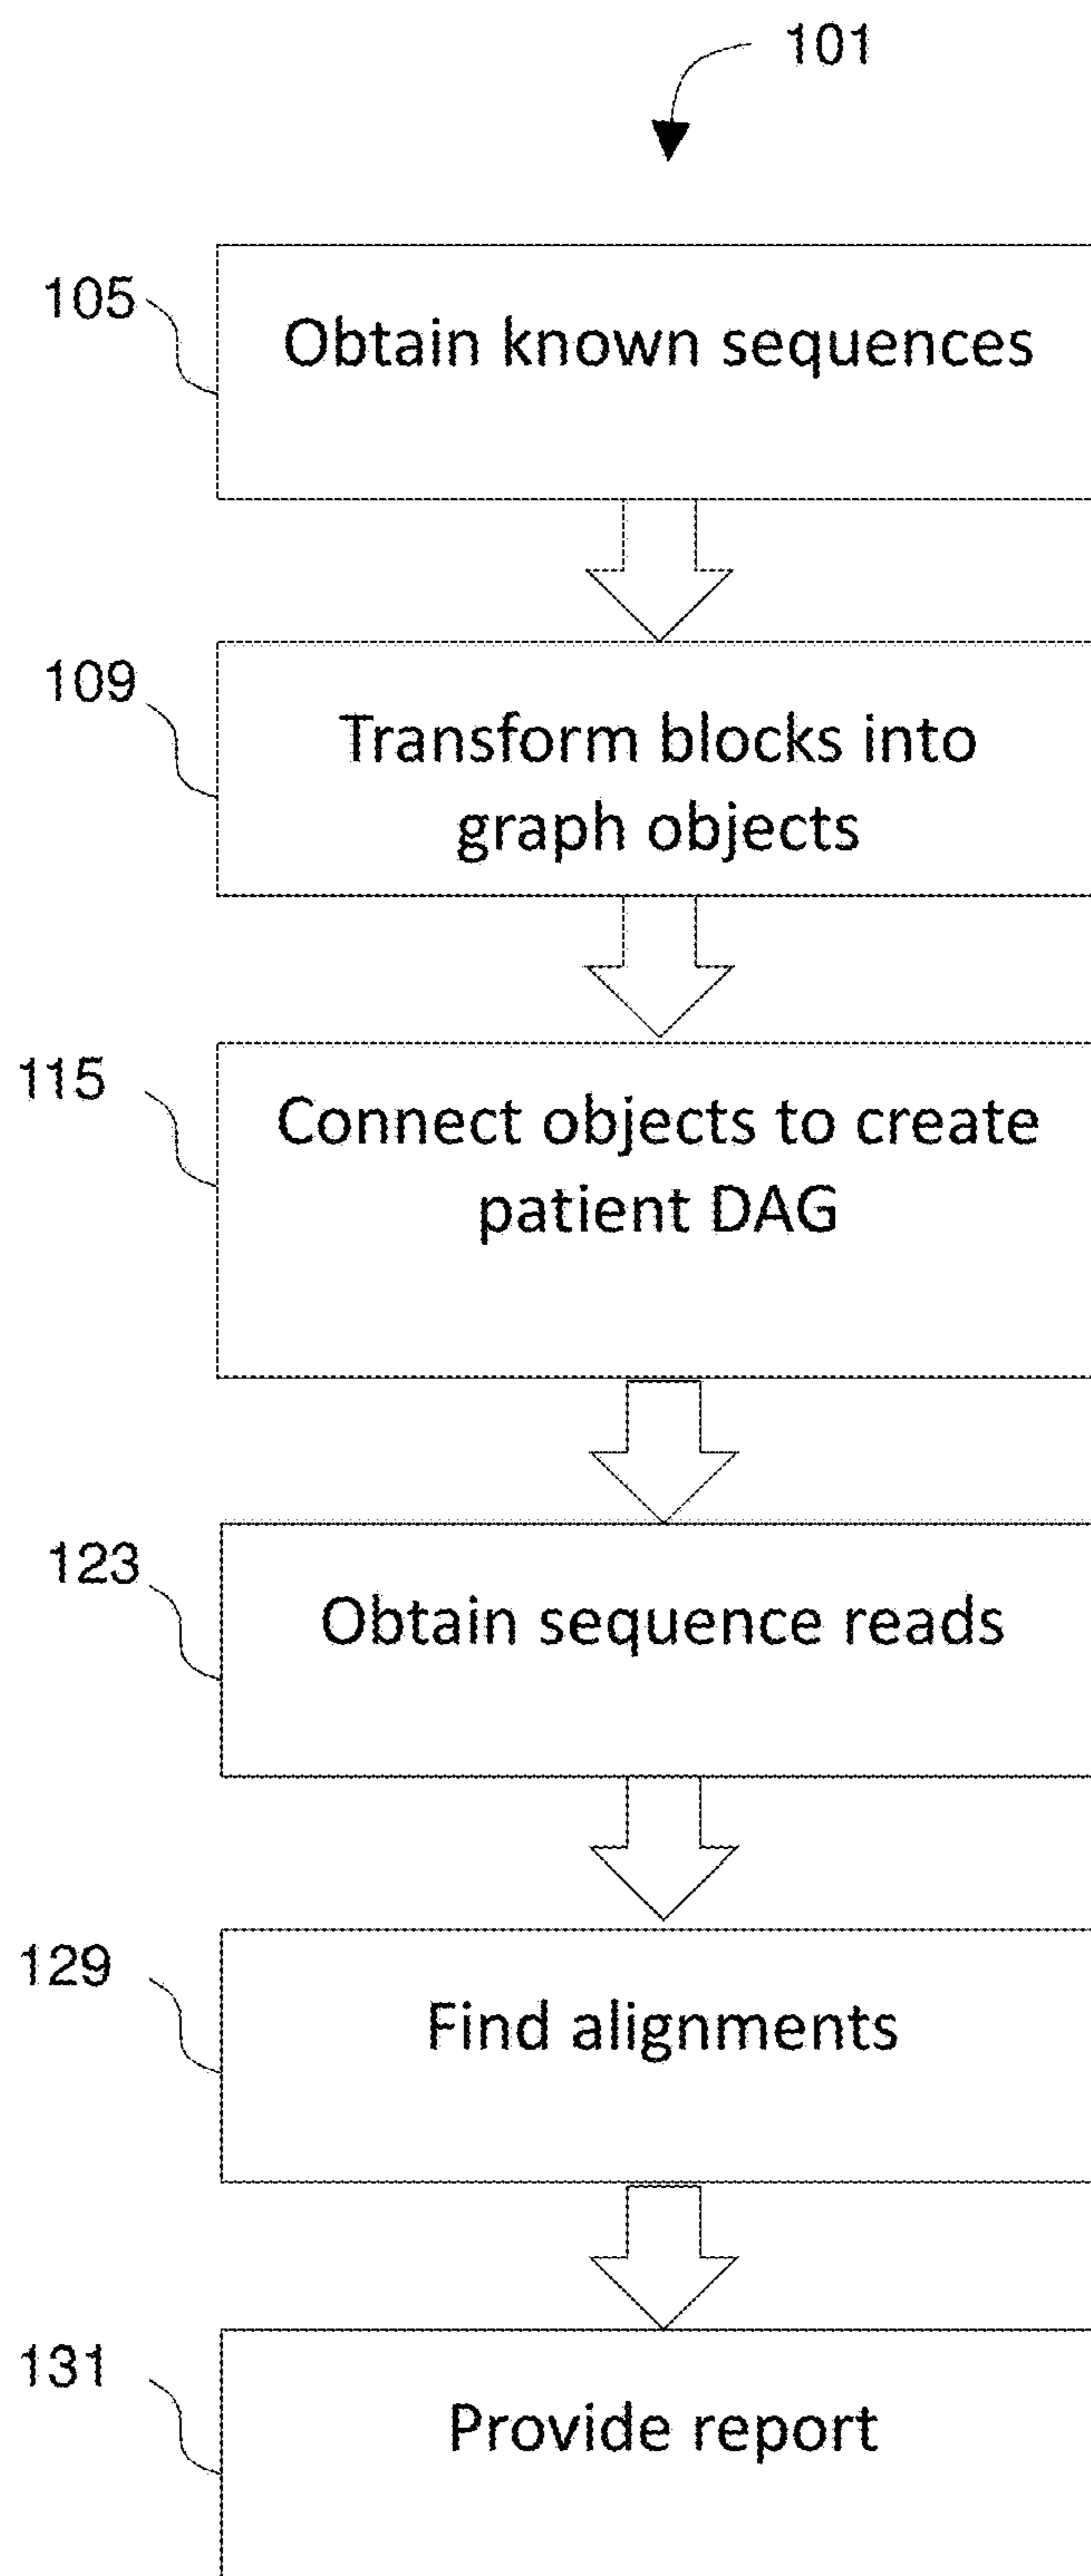 101
105
Obtain known sequences
109
Transform blocks into
graph objects
115
Connect objects to create
patient DAG
123
Obtain sequence reads
129
Find alignments
131
Provide report